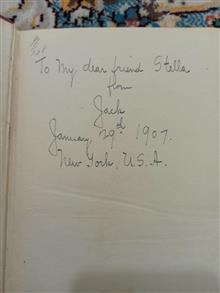 To My dear friend Stella
from
Jack
January, 29th 1907.
New York, U.S.A.